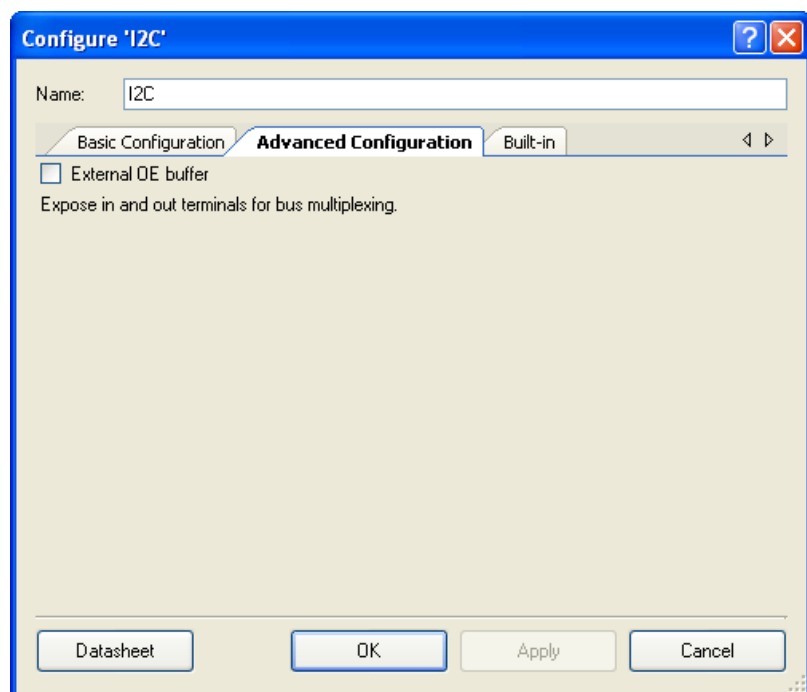 Configure 'I2C'
Name: I2C
Basic Configuration Advanced Configuration Built-in
External OE buffer
Expose in and out terminals for bus multiplexing.
Datasheet OK Apply Cancel